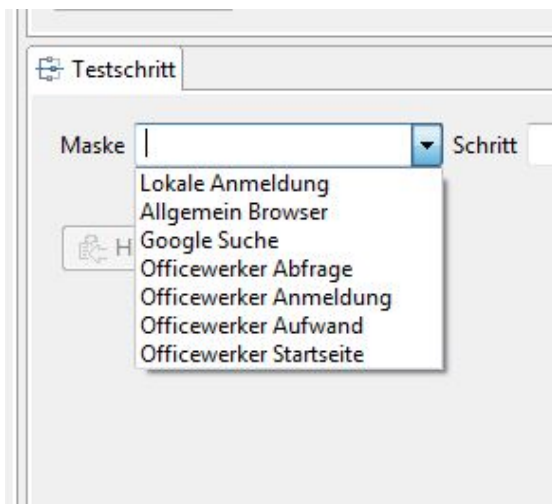 Testschritt
Maske Schritt
Lokale Anmeldung
Allgemein Browser
Google Suche
H
Officewerker Abfrage
Officewerker Anmeldung
Officewerker Aufwand
Officewerker Startseite